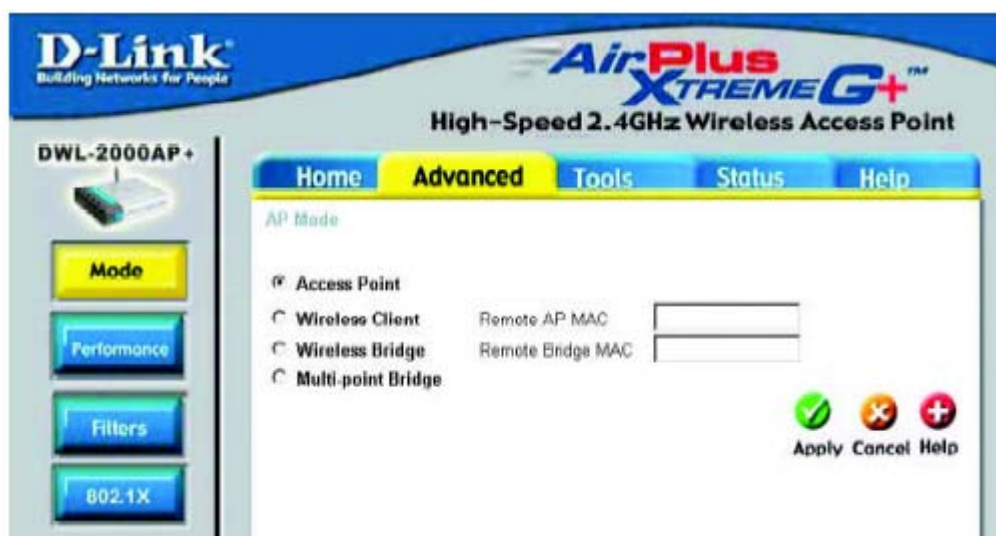 D-Link
Building Networks for People
AirPlus
XTREME G+™
High-Speed 2.4GHz Wireless Access Point
DWL-2000AP+
Home Advanced Tools Status Help
AP Mode
Mode
Access Point
Wireless Client Remote AP MAC
Performance
Wireless Bridge Remote Bridge MAC
Multi-point Bridge
Filters
Apply Cancel Help
802.1X